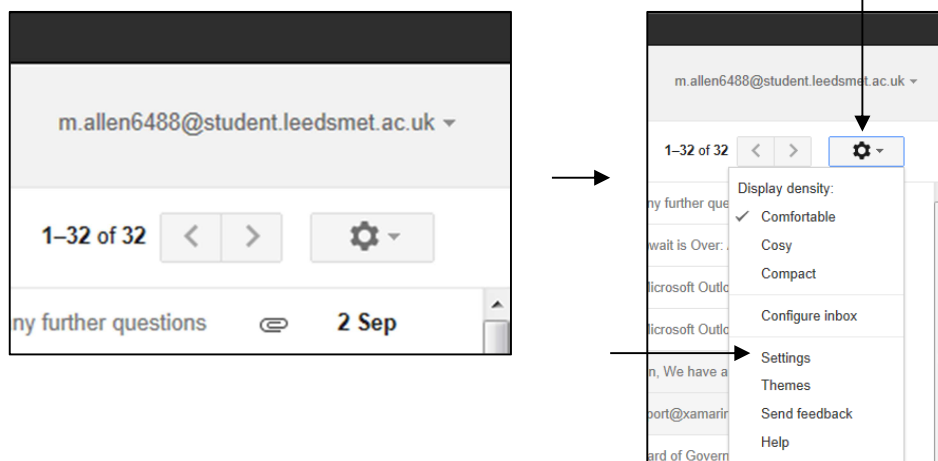 m.allen6488@student.leedsmet.ac.uk
1–32 of 32
ny further questions 2 Sep
m.allen6488@student.leedsmet.ac.uk
1–32 of 32
Display density:
ny further que
Comfortable
wait is Over:
Cosy
Compact
licrosoft Outlo
Configure inbox
licrosoft Outlo
Settings
n, We have a
Themes
port@xamarin
Send feedback
Help
ard of Govern